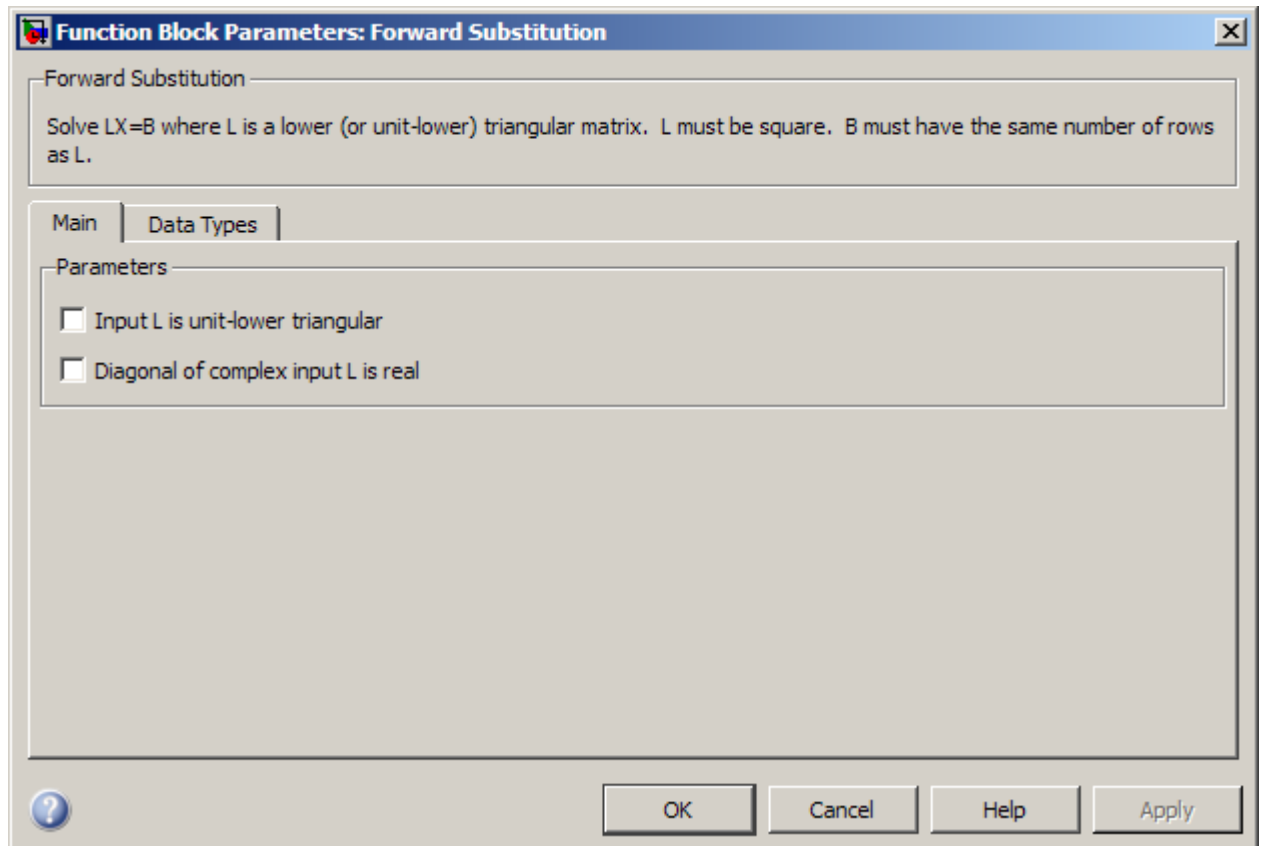 Function Block Parameters: Forward Substitution
Forward Substitution
Solve LX=B where L is a lower (or unit-lower) triangular matrix.  L must be square.  B must have the same number of rows
as L.
Main
Data Types
Parameters
Input L is unit-lower triangular
Diagonal of complex input L is real
?
OK
Cancel
Help
Apply